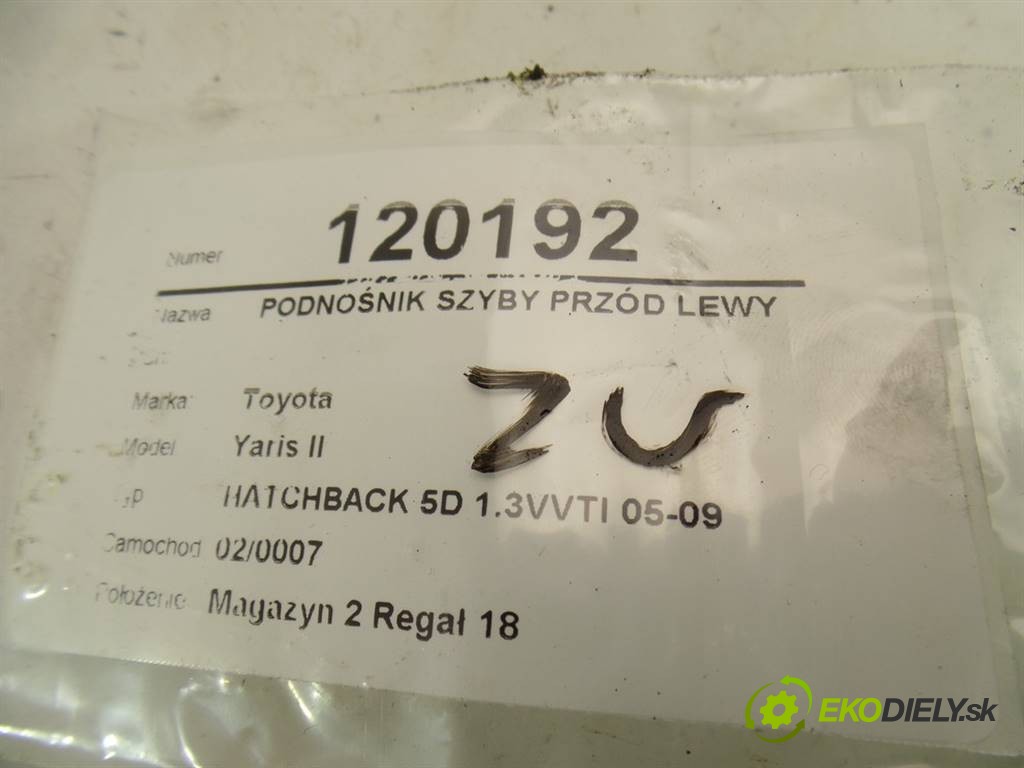 Numer 120192
Nazwa PODNOŚNIK SZYBY PRZÓD LEWY
Marka: Toyota
Model Yaris II
Typ HATCHBACK 5D 1.3VVTI 05-09
Samochod 02/0007
Położenie Magazyn 2 Regał 18
ZU
EKODIELY.sk